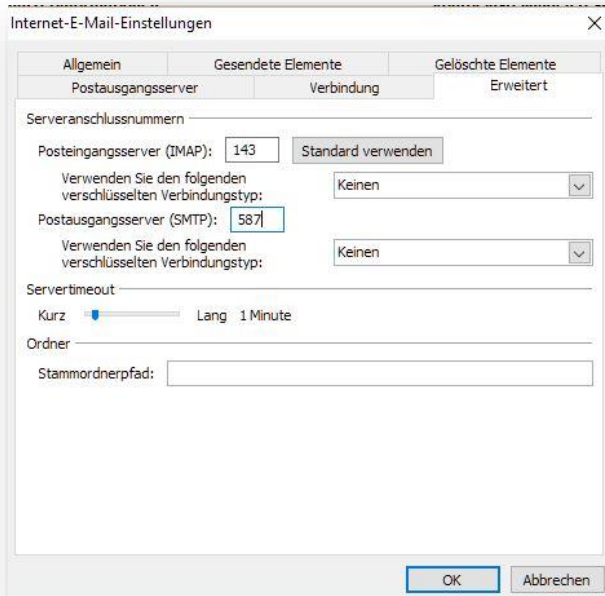 Internet-E-Mail-Einstellungen
Allgemein Gesendete Elemente Gelöschte Elemente
Postausgangsserver Verbindung Erweitert
Serveranschlussnummern
Posteingangsserver (IMAP): 143 Standard verwenden
Verwenden Sie den folgenden
verschlüsselten Verbindungstyp: Keinen
Postausgangsserver (SMTP): 587
Verwenden Sie den folgenden
verschlüsselten Verbindungstyp: Keinen
Servertimeout
Kurz Lang 1 Minute
Ordner
Stammordnerpfad:
OK Abbrechen